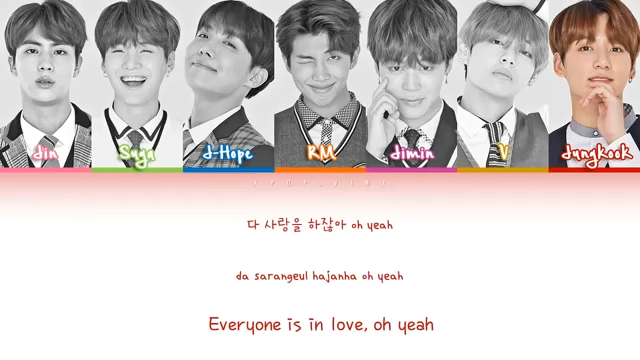 Jin Suga J-Hope RM Jimin V Jungkook
KPOPVINZ
다 사랑을 하잖아 oh yeah
da sarangeul hajanha oh yeah
Everyone is in love, oh yeah